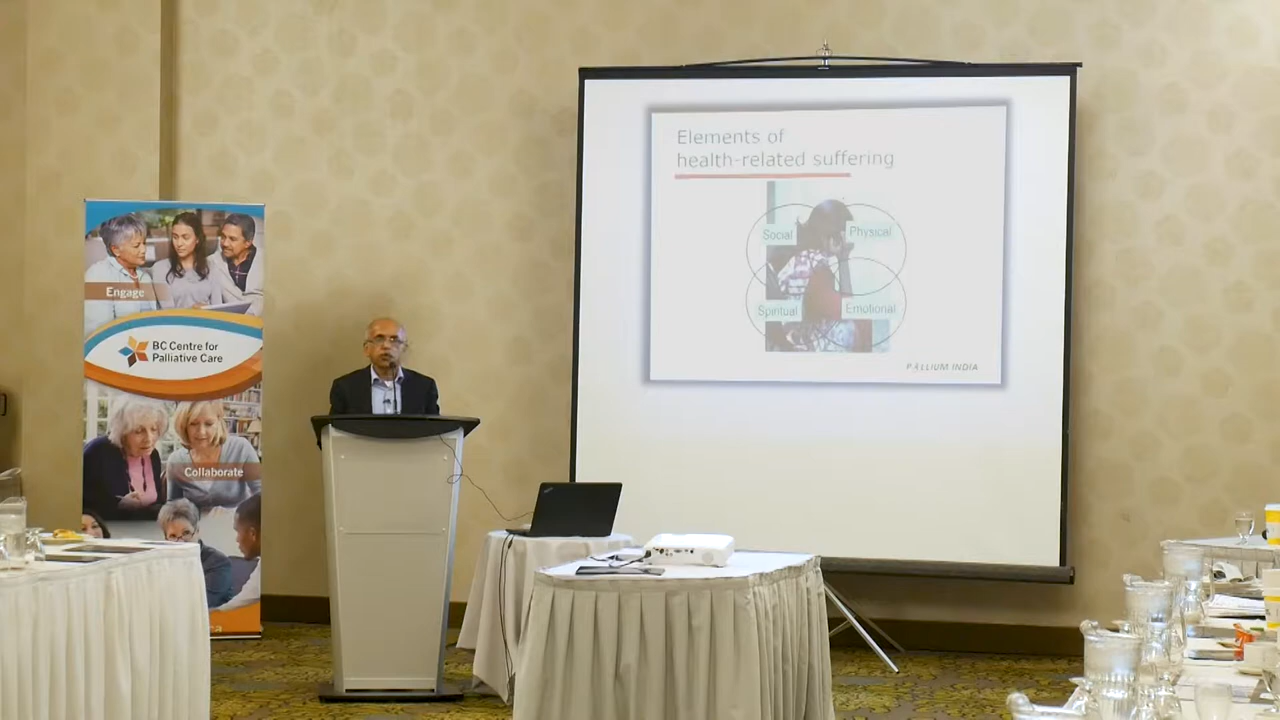 Elements of
health-related suffering
Social
Physical
Spiritual
Emotional
PALLIUM INDIA
Engage
BC Centre for
Palliative Care
Collaborate